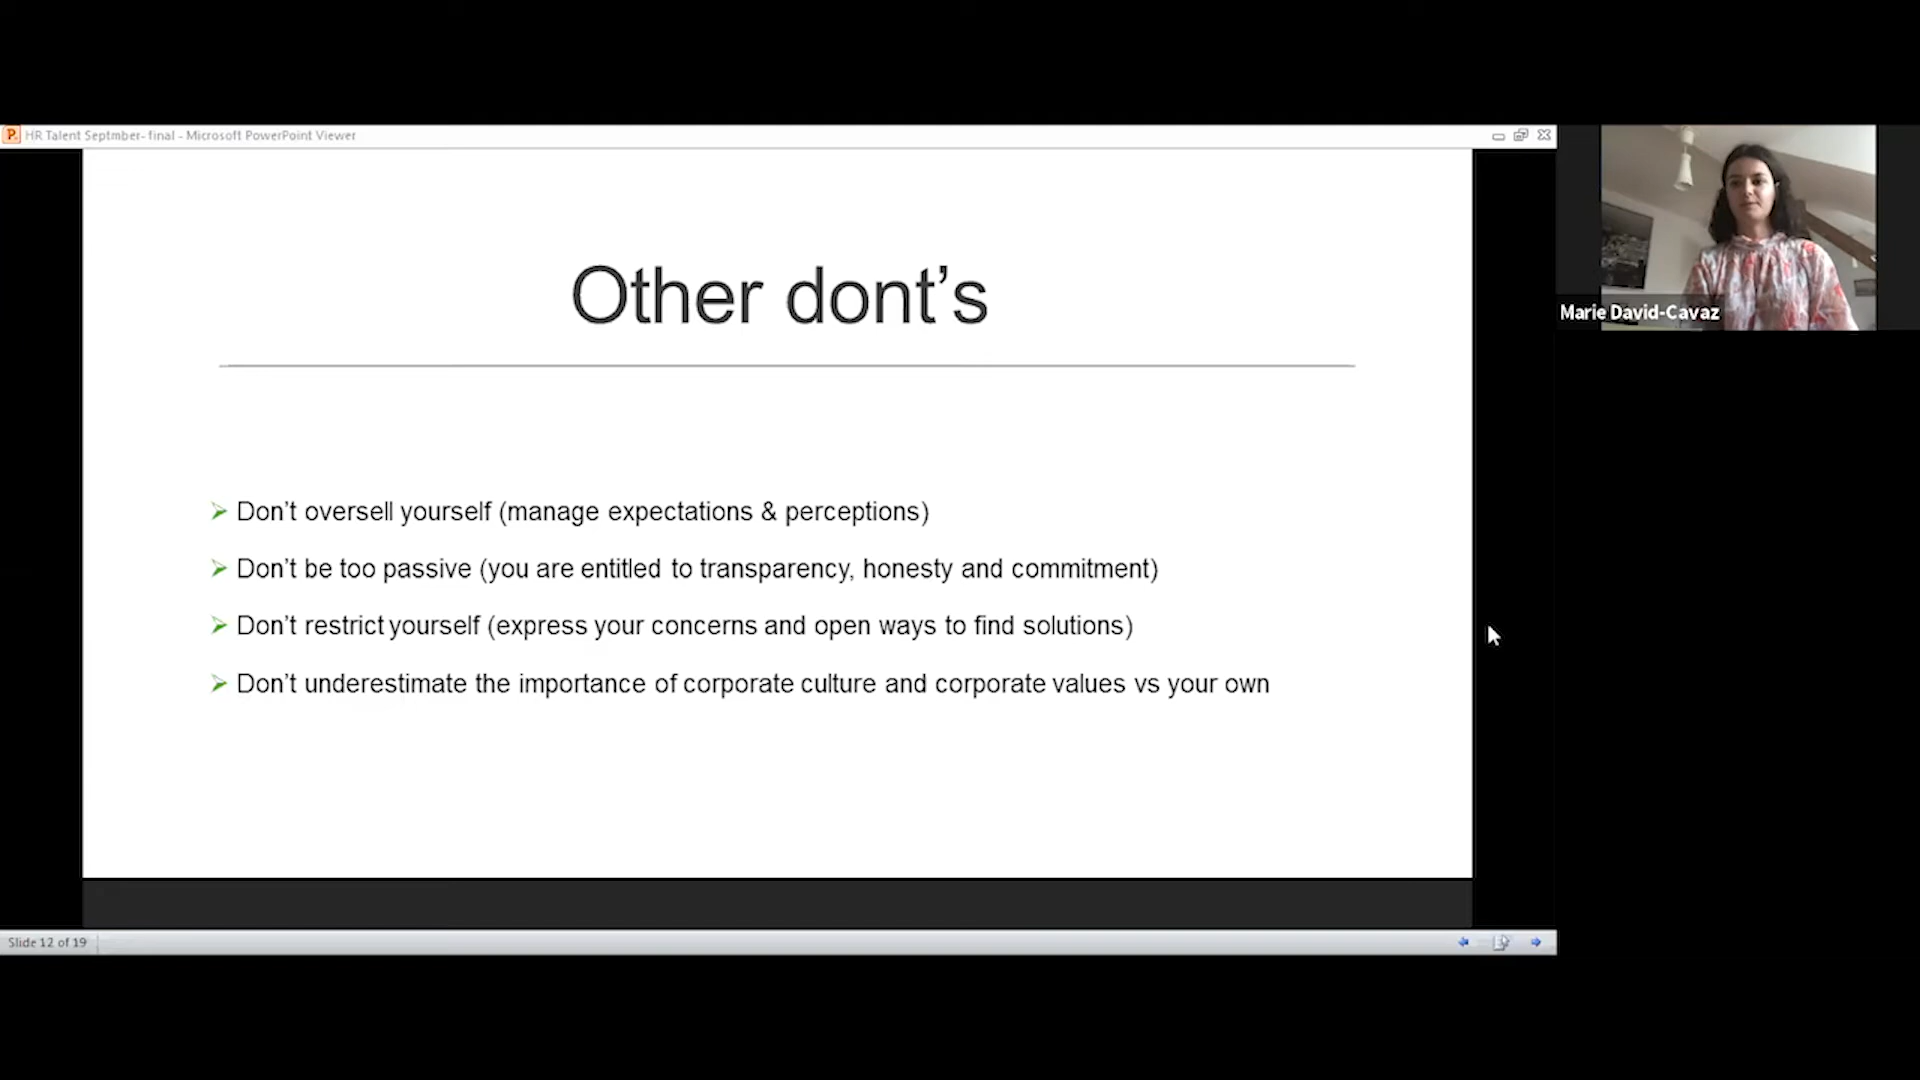 HR Talent Septmber- final - Microsoft PowerPoint Viewer
Other dont’s
Don’t oversell yourself (manage expectations & perceptions)
Don’t be too passive (you are entitled to transparency, honesty and commitment)
Don’t restrict yourself (express your concerns and open ways to find solutions)
Don’t underestimate the importance of corporate culture and corporate values vs your own
Marie David-Cavaz
Slide 12 of 19